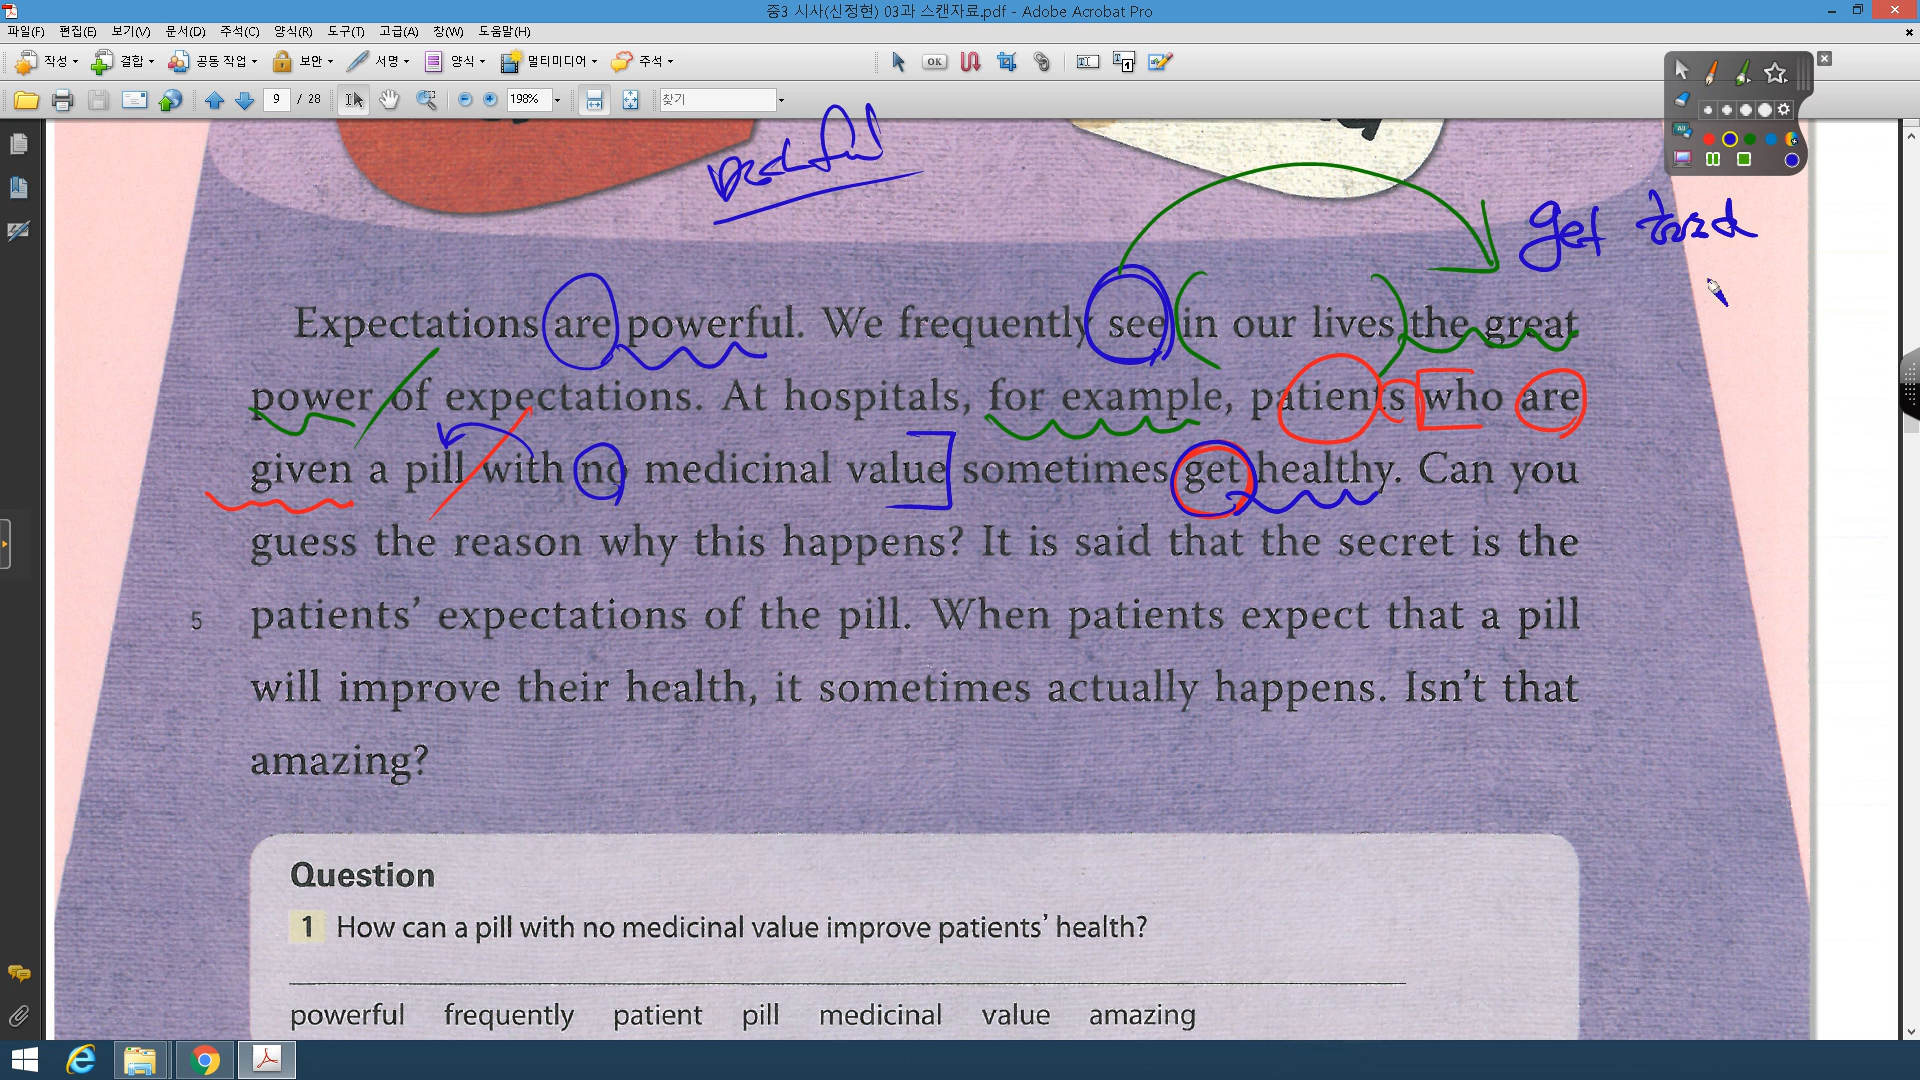 중3 시사(신정현) 03과 스캔자료.pdf - Adobe Acrobat Pro
파일(F) 편집(E) 보기(V) 문서(D) 주석(C) 양식(R) 도구(T) 고급(A) 창(W) 도움말(H)
작성 결합 공동 작업 보안 서명 양식 멀티미디어 주석 OK
9 / 28 198% 찾기
get tired
Expectations are powerful. We frequently see in our lives the great
power of expectations. At hospitals, for example, patients who are
given a pill with no medicinal value sometimes get healthy. Can you
guess the reason why this happens? It is said that the secret is the
5 patients’ expectations of the pill. When patients expect that a pill
will improve their health, it sometimes actually happens. Isn’t that
amazing?
Question
1 How can a pill with no medicinal value improve patients’ health?
powerful frequently patient pill medicinal value amazing